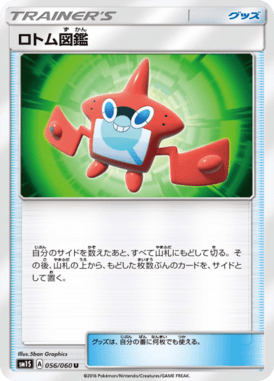 TRAINER'S
グッズ
ロトム図鑑
ずかん
自分のサイドを数えたあと、すべて山札にもどして切る。そ
の後、山札の上から、もどした枚数ぶんのカードを、サイドと
して置く。
Illus. 5ban Graphics
sm1S A 056/060 U
グッズは、自分の番に何枚でも使える。
©2016 Pokémon/Nintendo/Creatures/GAME FREAK.